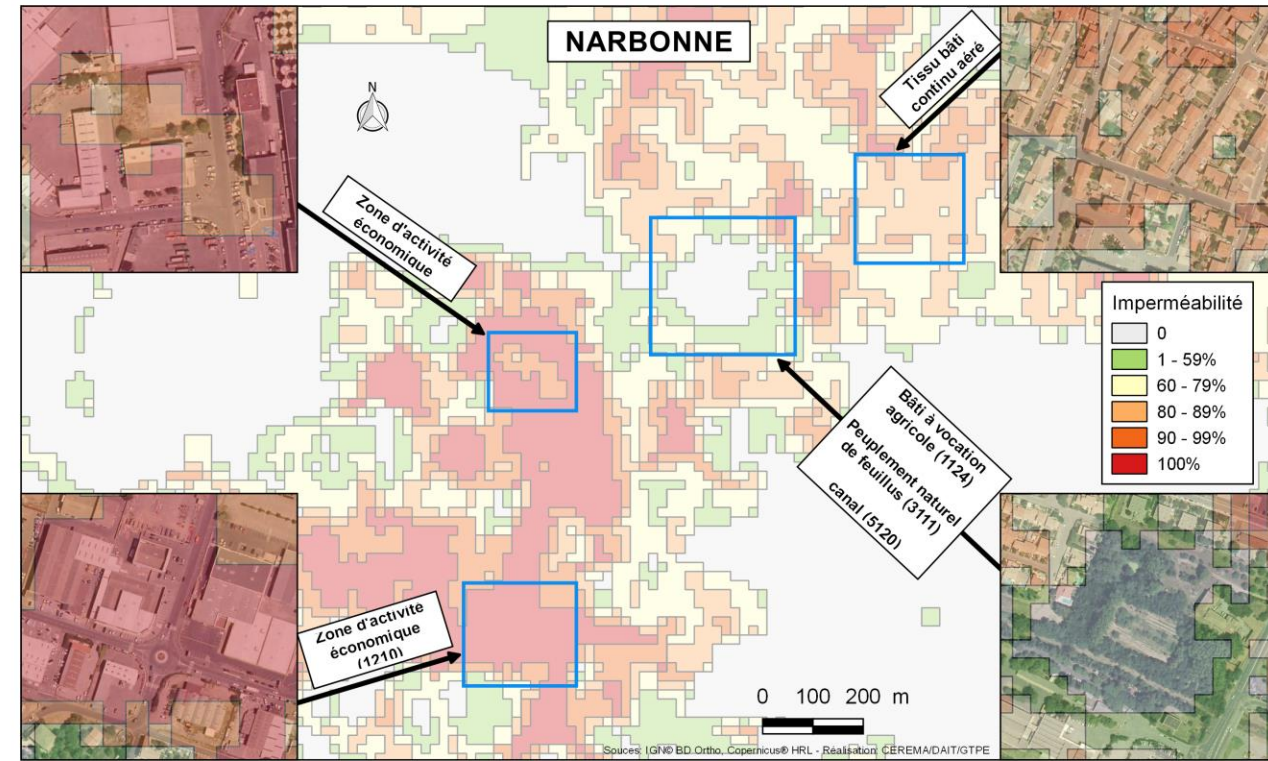 NARBONNE
N
Tissu bâti
continu aéré
Zone d'activité
économique
Imperméabilité
0
1 - 59%
60 - 79%
80 - 89%
90 - 99%
100%
Bâti à vocation
agricole (1124)
Peuplement naturel
de feuillus (3111)
canal (5120)
Zone d'activité
économique
(1210)
0 100 200 m
Souces: IGN© BD Ortho, Copernicus® HRL - Réalisation: CEREMA/DAIT/GTPE